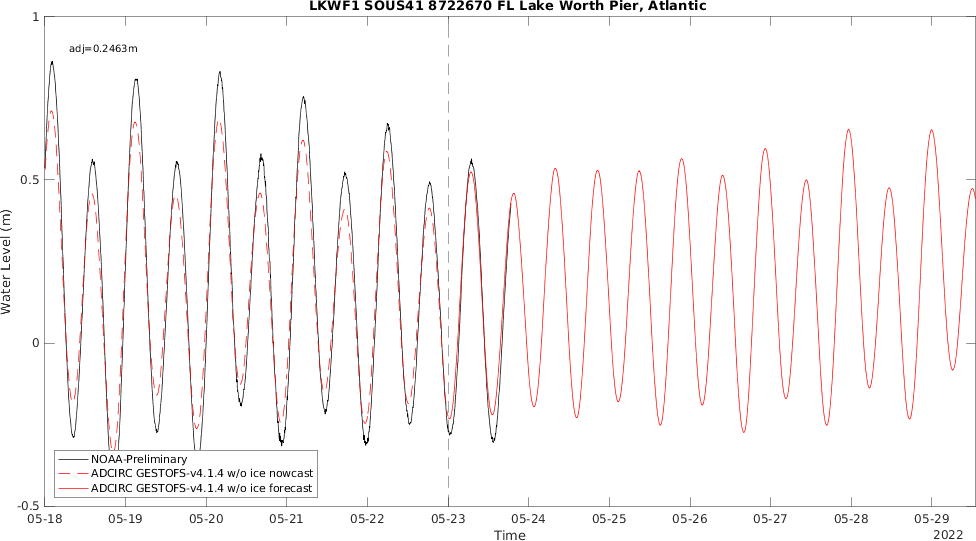 LKWF1 SOUS41 8722670 FL Lake Worth Pier, Atlantic
adj=0.2463m
1
0.5
0
-0.5
Water Level (m)
NOAA-Preliminary
ADCIRC GESTOFS-v4.1.4 w/o ice nowcast
ADCIRC GESTOFS-v4.1.4 w/o ice forecast
05-18 05-19 05-20 05-21 05-22 05-23 05-24 05-25 05-26 05-27 05-28 05-29
Time
2022